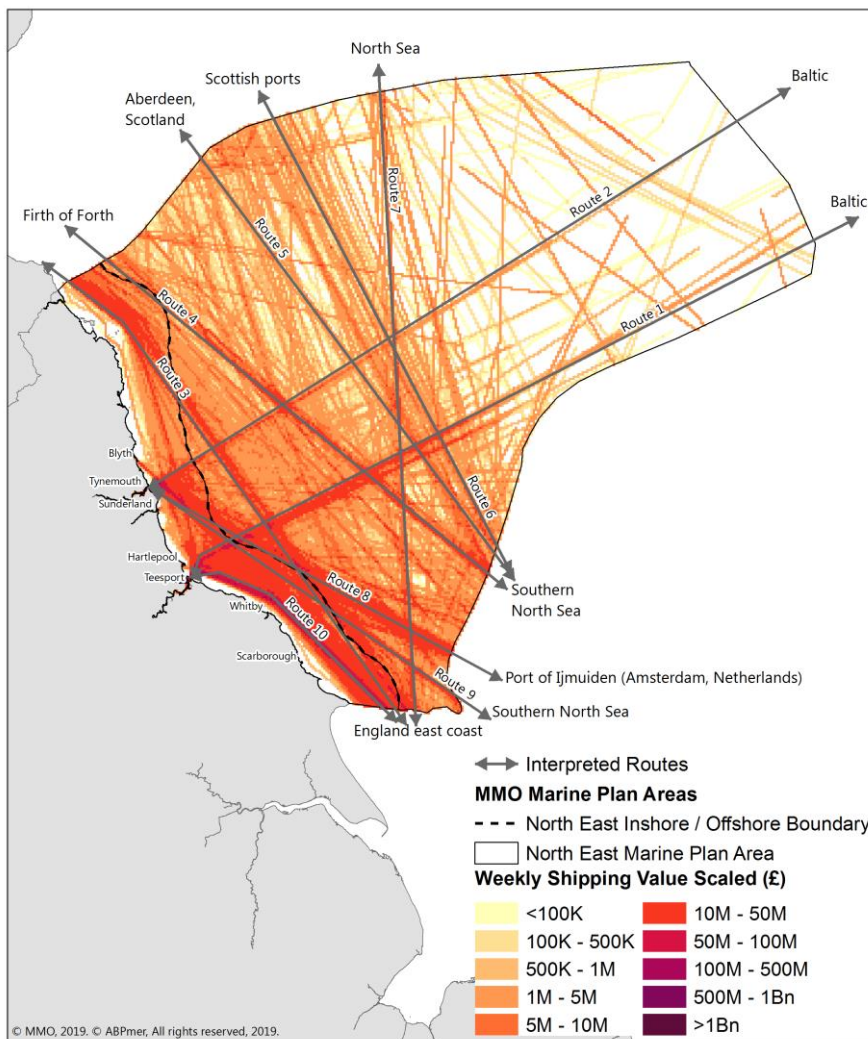 North Sea
Scottish ports
Aberdeen,
Scotland
Baltic
Baltic
Firth of Forth
Route 7
Route 2
Route 5
Route 4
Route 1
Route 3
Blyth
Tynemouth
Sunderland
Route 6
Hartlepool
Teesport
Whitby
Route 8
Route 10
Scarborough
Route 9
Southern
North Sea
Port of Ijmuiden (Amsterdam, Netherlands)
Southern North Sea
England east coast
Interpreted Routes
MMO Marine Plan Areas
North East Inshore / Offshore Boundary
North East Marine Plan Area
Weekly Shipping Value Scaled (£)
<100K
100K - 500K
500K - 1M
1M - 5M
5M - 10M
10M - 50M
50M - 100M
100M - 500M
500M - 1Bn
>1Bn
© MMO, 2019. © ABPmer, All rights reserved, 2019.